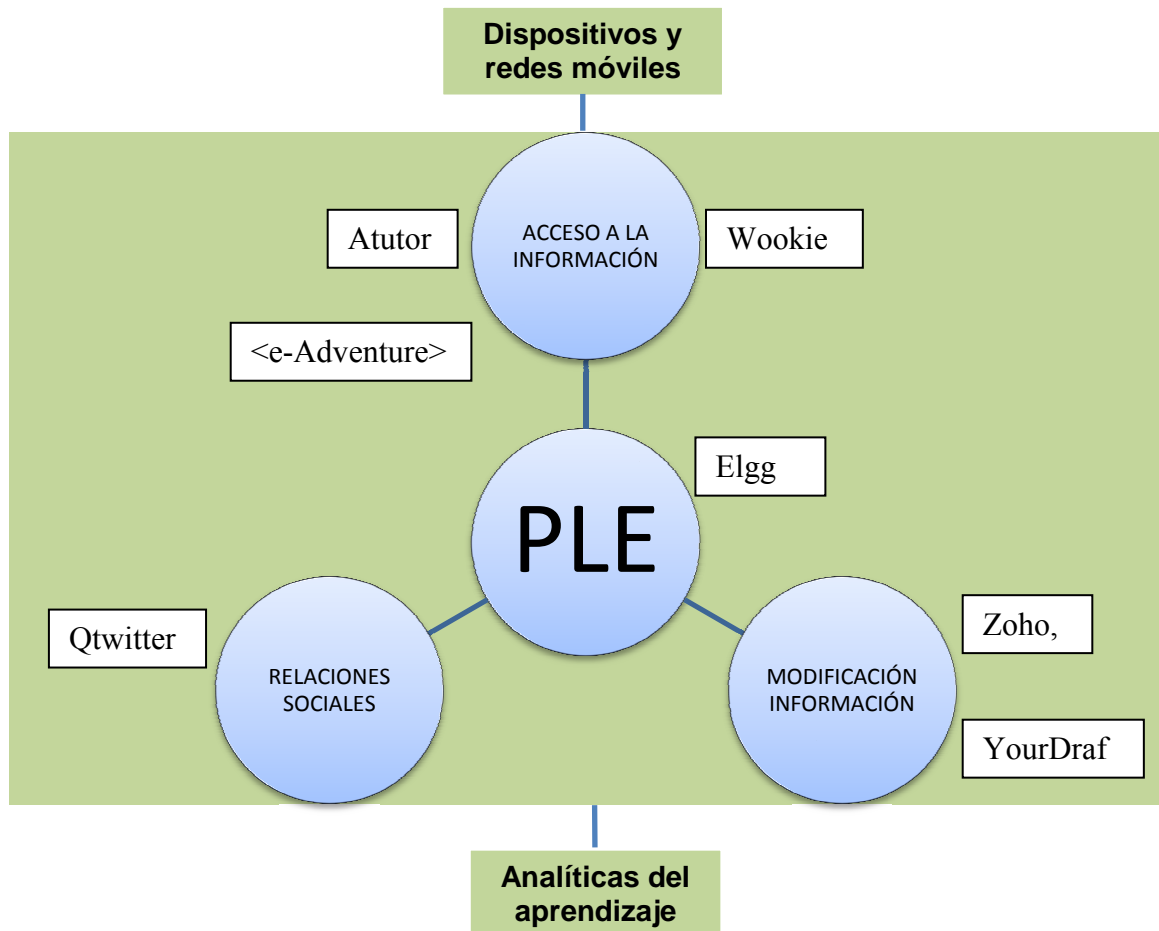 Dispositivos y
redes móviles
Atutor
ACCESO A LA
INFORMACIÓN
Wookie
<e-Adventure>
Elgg
PLE
Qtwitter
RELACIONES
SOCIALES
Zoho,
MODIFICACIÓN
INFORMACIÓN
YourDraf
Analíticas del
aprendizaje